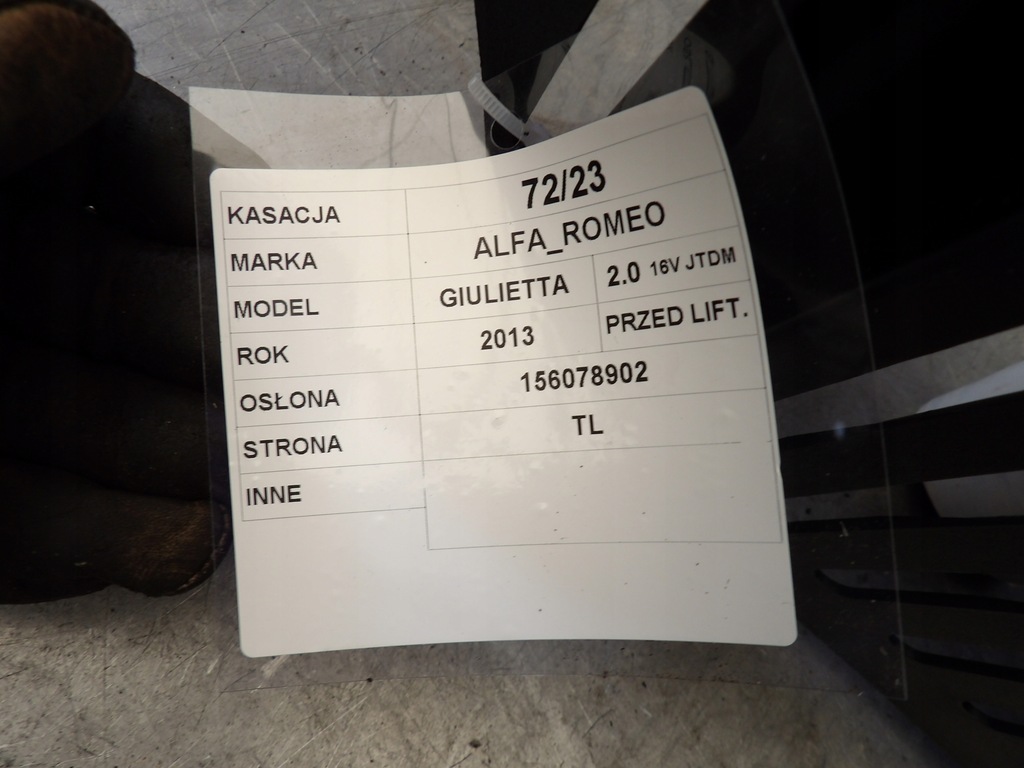 KASACJA 72/23
MARKA ALFA_ROMEO
MODEL GIULIETTA 2.0 16V JTDM
ROK 2013 PRZED LIFT.
OSŁONA 156078902
STRONA TL
INNE